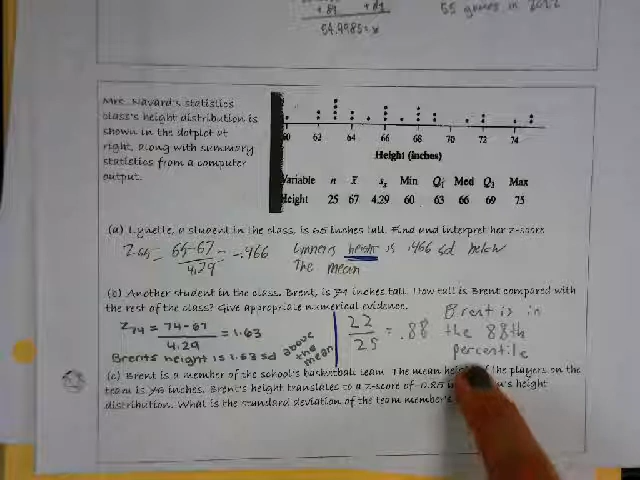 + 84 + 84
54.9985=x
55 games in 2022
Mrs. Navard's statistics
class's height distribution is
shown in the dotplot at
right, along with summary
statistics from a computer
output.
60 62 64 66 68 70 72 74
Height (inches)
Variable n x̄ sx Min Q1 Med Q3 Max
Height 25 67 4.29 60 63 66 69 75
(a) Lynette, a student in the class, is 65 inches tall. Find and interpret her z-score
Z65 = 65-67 / 4.29 = -.466
Lynnette's height is .466 sd below
The mean
(b) Another student in the class, Brent, is 74 inches tall. How tall is Brent compared with
the rest of the class? Give appropriate numerical evidence.
Z74 = 74-67 / 4.29 = 1.63
Brents height is 1.63 sd above the mean
22 / 25 = .88
Brent is in
the 88th
percentile
(c) Brent is a member of the school's basketball team. The mean height of the players on the
team is 76 inches. Brent's height translates to a z-score of -0.85 in team's height
distribution. What is the standard deviation of the team member's